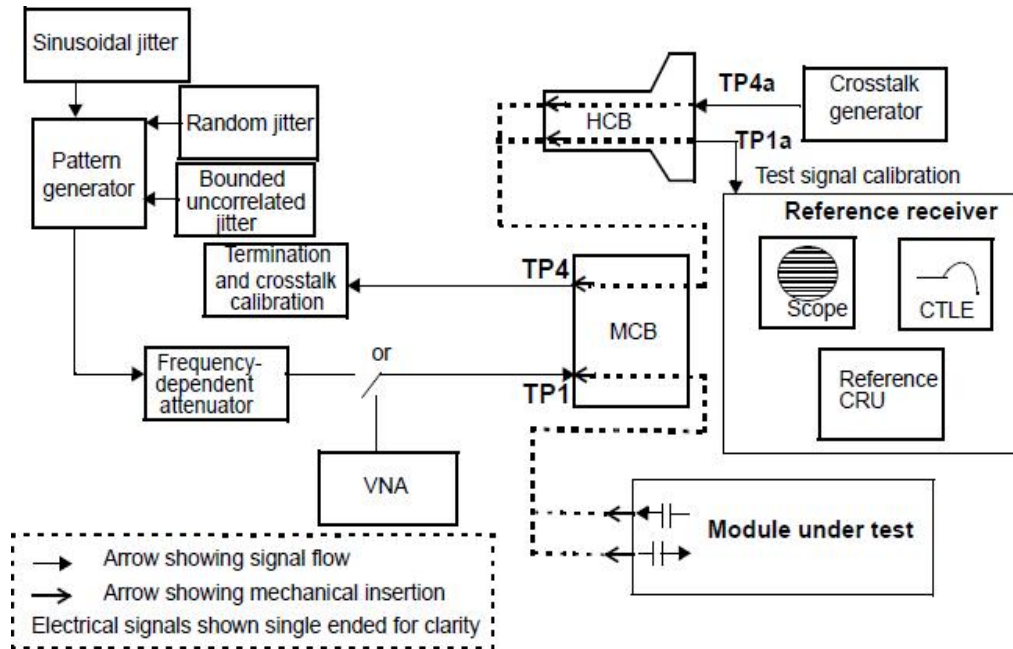 Sinusoidal jitter
Random jitter
Pattern
generator
Bounded
uncorrelated
jitter
Termination
and crosstalk
calibration
Frequency-
dependent
attenuator
or
VNA
TP4
TP1
MCB
HCB
TP4a
TP1a
Crosstalk
generator
Test signal calibration
Reference receiver
Scope
CTLE
Reference
CRU
Module under test
Arrow showing signal flow
Arrow showing mechanical insertion
Electrical signals shown single ended for clarity